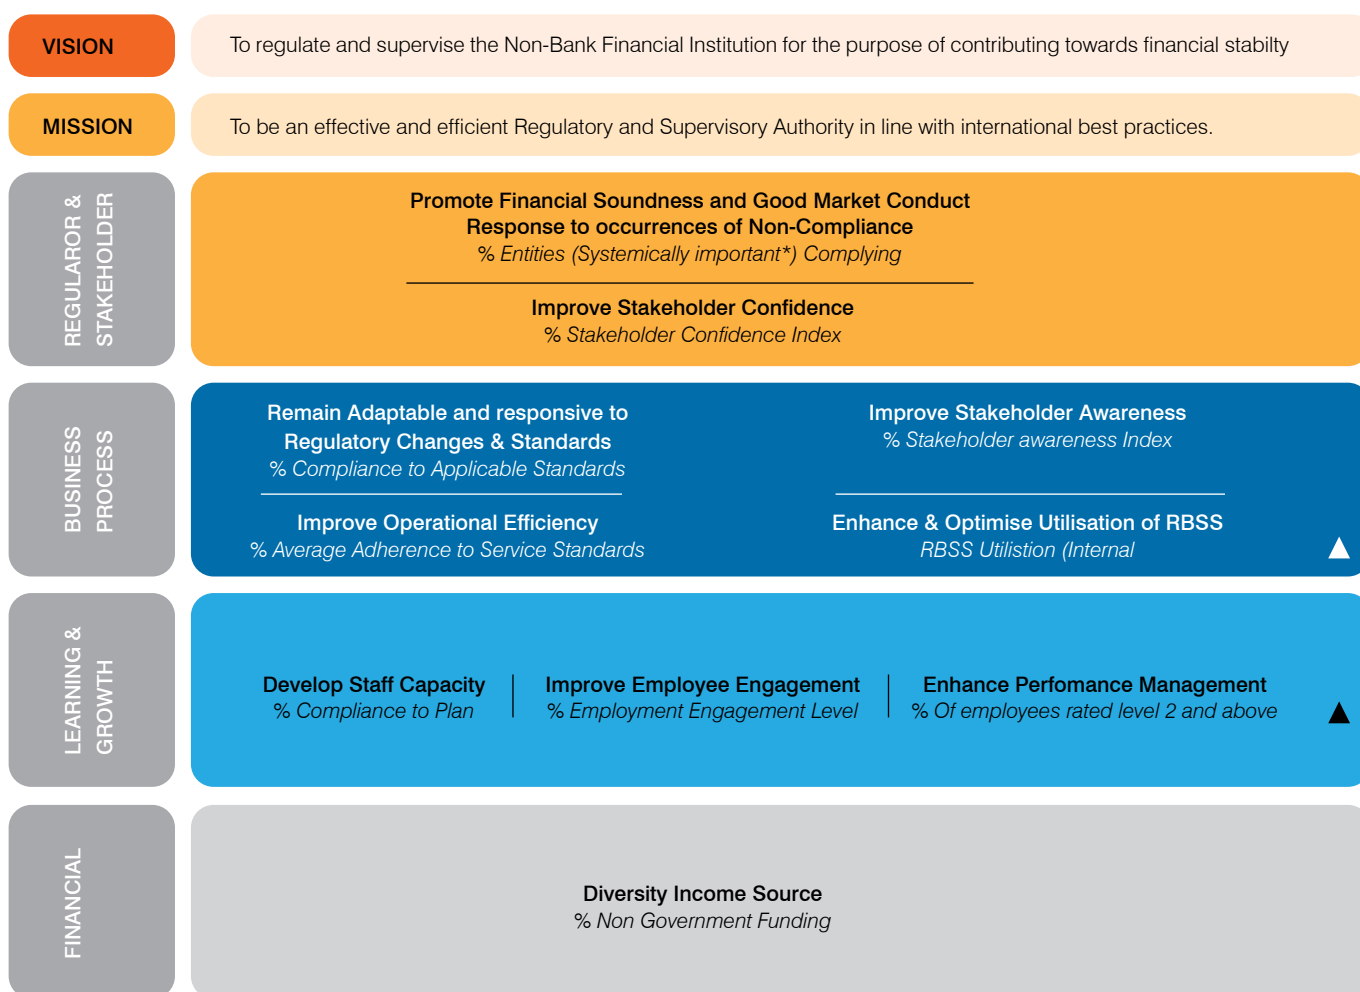 VISION
To regulate and supervise the Non-Bank Financial Institution for the purpose of contributing towards financial stabilty
MISSION
To be an effective and efficient Regulatory and Supervisory Authority in line with international best practices.
REGULAROR &
STAKEHOLDER
Promote Financial Soundness and Good Market Conduct
Response to occurrences of Non-Compliance
% Entities (Systemically important*) Complying
Improve Stakeholder Confidence
% Stakeholder Confidence Index
BUSINESS
PROCESS
Remain Adaptable and responsive to
Regulatory Changes & Standards
% Compliance to Applicable Standards
Improve Operational Efficiency
% Average Adherence to Service Standards
Improve Stakeholder Awareness
% Stakeholder awareness Index
Enhance & Optimise Utilisation of RBSS
RBSS Utilistion (Internal
LEARNING &
GROWTH
Develop Staff Capacity
% Compliance to Plan
Improve Employee Engagement
% Employment Engagement Level
Enhance Perfomance Management
% Of employees rated level 2 and above
FINANCIAL
Diversity Income Source
% Non Government Funding